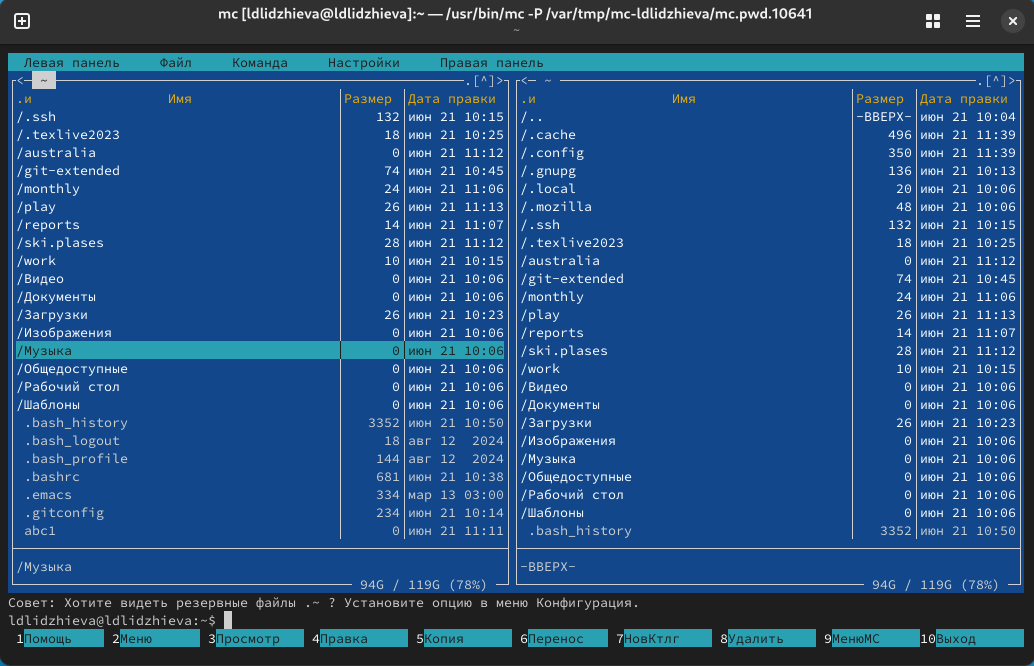 mc [ldlidzhieva@ldlidzhieva]:~ — /usr/bin/mc -P /var/tmp/mc-ldlidzhieva/mc.pwd.10641
~
Левая панель Файл Команда Настройки Правая панель
<— ~ .[^]> <— ~ .[^]>
.и Имя Размер Дата правки .и Имя Размер Дата правки
/.ssh 132 июн 21 10:15 /.. -ВВЕРХ- июн 21 10:04
/.texlive2023 18 июн 21 10:25 /.cache 496 июн 21 11:39
/australia 0 июн 21 11:12 /.config 350 июн 21 11:39
/git-extended 74 июн 21 10:45 /.gnupg 136 июн 21 10:13
/monthly 24 июн 21 11:06 /.local 20 июн 21 10:06
/play 26 июн 21 11:13 /.mozilla 48 июн 21 10:06
/reports 14 июн 21 11:07 /.ssh 132 июн 21 10:15
/ski.plases 28 июн 21 11:12 /.texlive2023 18 июн 21 10:25
/work 10 июн 21 10:15 /australia 0 июн 21 11:12
/Видео 0 июн 21 10:06 /git-extended 74 июн 21 10:45
/Документы 0 июн 21 10:06 /monthly 24 июн 21 11:06
/Загрузки 26 июн 21 10:23 /play 26 июн 21 11:13
/Изображения 0 июн 21 10:06 /reports 14 июн 21 11:07
/Музыка 0 июн 21 10:06 /ski.plases 28 июн 21 11:12
/Общедоступные 0 июн 21 10:06 /work 10 июн 21 10:15
/Рабочий стол 0 июн 21 10:06 /Видео 0 июн 21 10:06
/Шаблоны 0 июн 21 10:06 /Документы 0 июн 21 10:06
.bash_history 3352 июн 21 10:50 /Загрузки 26 июн 21 10:23
.bash_logout 18 авг 12 2024 /Изображения 0 июн 21 10:06
.bash_profile 144 авг 12 2024 /Музыка 0 июн 21 10:06
.bashrc 681 июн 21 10:38 /Общедоступные 0 июн 21 10:06
.emacs 334 мар 13 03:00 /Рабочий стол 0 июн 21 10:06
.gitconfig 234 июн 21 10:14 /Шаблоны 0 июн 21 10:06
abc1 0 июн 21 11:11 .bash_history 3352 июн 21 10:50
/Музыка -ВВЕРХ-
94G / 119G (78%) 94G / 119G (78%)
Совет: Хотите видеть резервные файлы .~ ? Установите опцию в меню Конфигурация.
ldlidzhieva@ldlidzhieva:~$
1Помощь 2Меню 3Просмотр 4Правка 5Копия 6Перенос 7НовКтлг 8Удалить 9МенюMC 10Выход